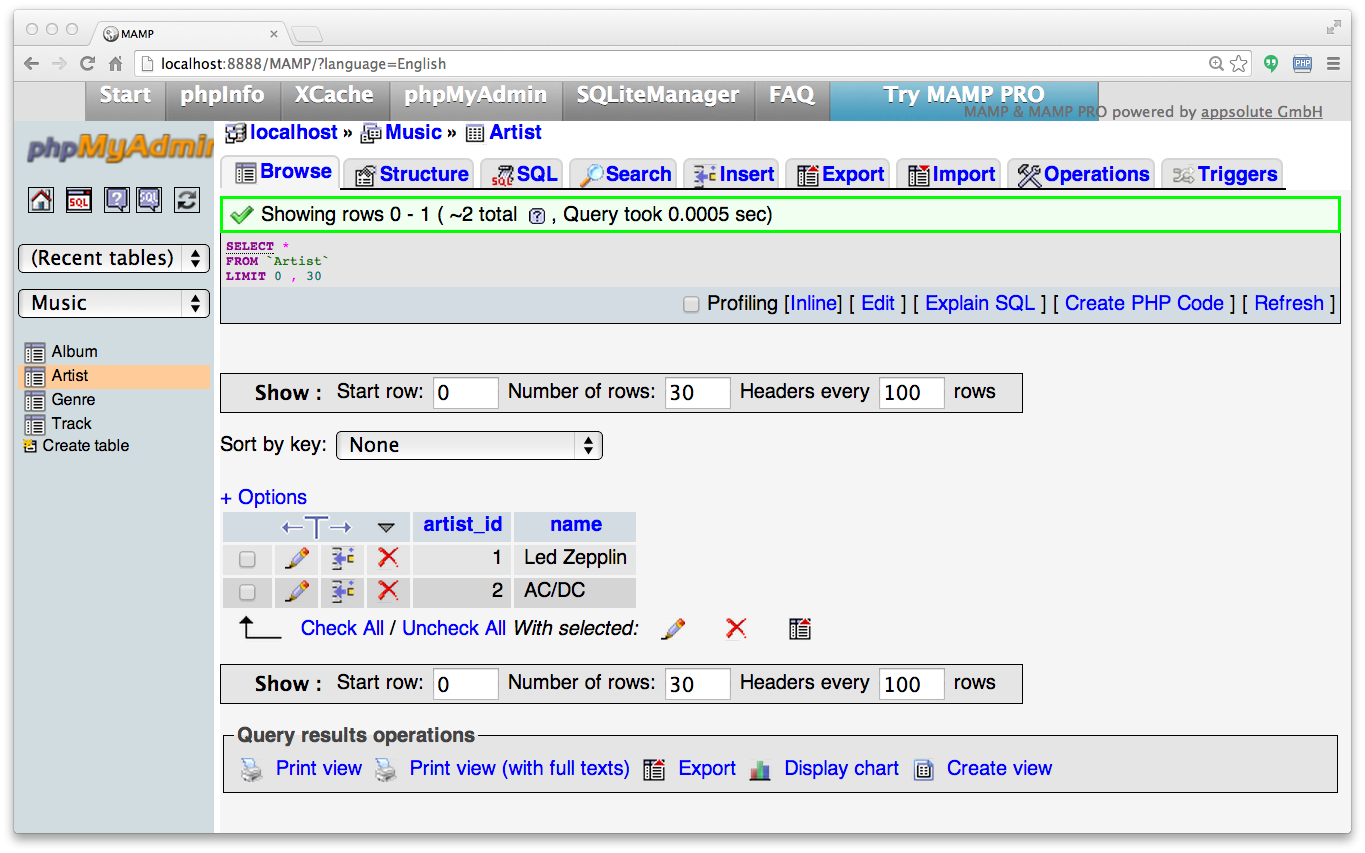 MAMP
localhost:8888/MAMP/?language=English
PHP
Start phpInfo XCache phpMyAdmin SQLiteManager FAQ Try MAMP PRO
MAMP & MAMP PRO powered by appsolute GmbH
phpMyAdmin
localhost » Music » Artist
Browse Structure SQL Search Insert Export Import Operations Triggers
SQL ? SQL
Showing rows 0 - 1 ( ~2 total ? , Query took 0.0005 sec)
SELECT *
FROM `Artist`
LIMIT 0 , 30
Profiling [Inline] [ Edit ] [ Explain SQL ] [ Create PHP Code ] [ Refresh ]
(Recent tables)
Music
Album
Artist
Genre
Track
Create table
Show : Start row: 0 Number of rows: 30 Headers every 100 rows
Sort by key: None
+ Options
←T→ artist_id name
1 Led Zepplin
2 AC/DC
Check All / Uncheck All With selected:
Show : Start row: 0 Number of rows: 30 Headers every 100 rows
Query results operations
Print view Print view (with full texts) Export Display chart Create view